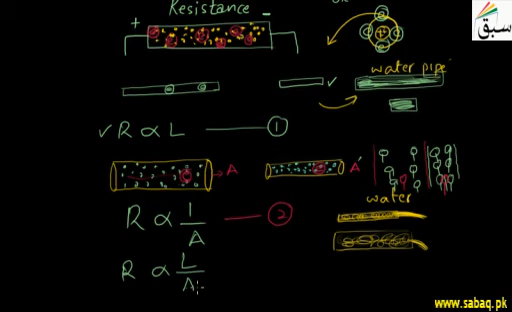 Resistance
+ -
سبق
water pipe
✓ R ∝ L ——— ①
A A'
water
R ∝ 1/A ——— ②
R ∝ L/A
www.sabaq.pk